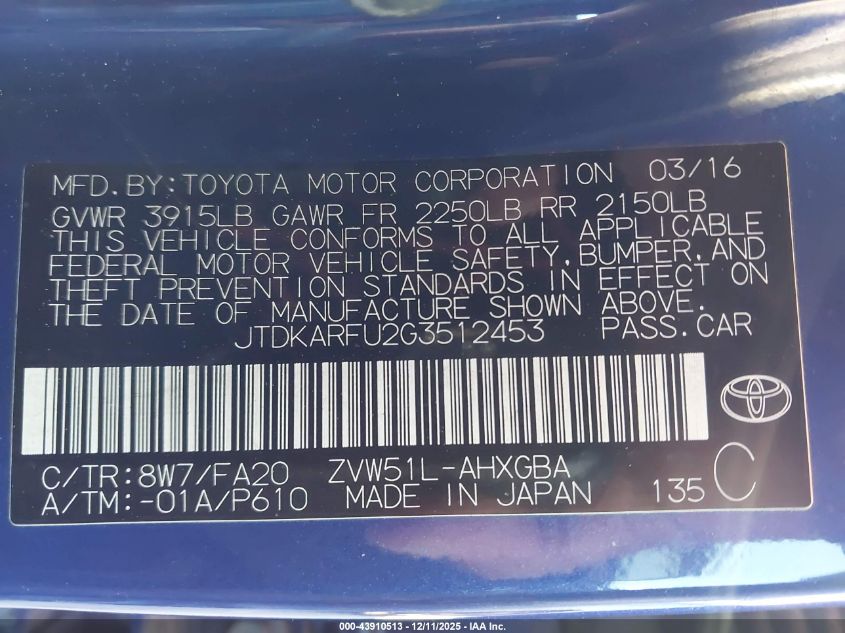 MFD.BY:TOYOTA MOTOR CORPORATION 03/16
GVWR 3915LB GAWR FR 2250LB RR 2150LB
THIS VEHICLE CONFORMS TO ALL APPLICABLE
FEDERAL MOTOR VEHICLE SAFETY,BUMPER,AND
THEFT PREVENTION STANDARDS IN EFFECT ON
THE DATE OF MANUFACTURE SHOWN ABOVE.
JTDKARFU2G3512453 PASS.CAR
C/TR:8W7/FA20 ZVW51L-AHXGBA
A/TM:-01A/P610 MADE IN JAPAN 135 C
000-43910513 - 12/11/2025 - IAA Inc.